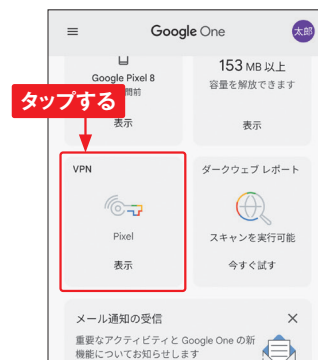 Google One
太郎
Google Pixel 8
間前
表示
153 MB 以上
容量を解放できます
表示
タップする
VPN
Pixel
表示
ダークウェブ レポート
スキャンを実行可能
今すぐ試す
メール通知の受信
重要なアクティビティと Google One の新
機能についてお知らせします